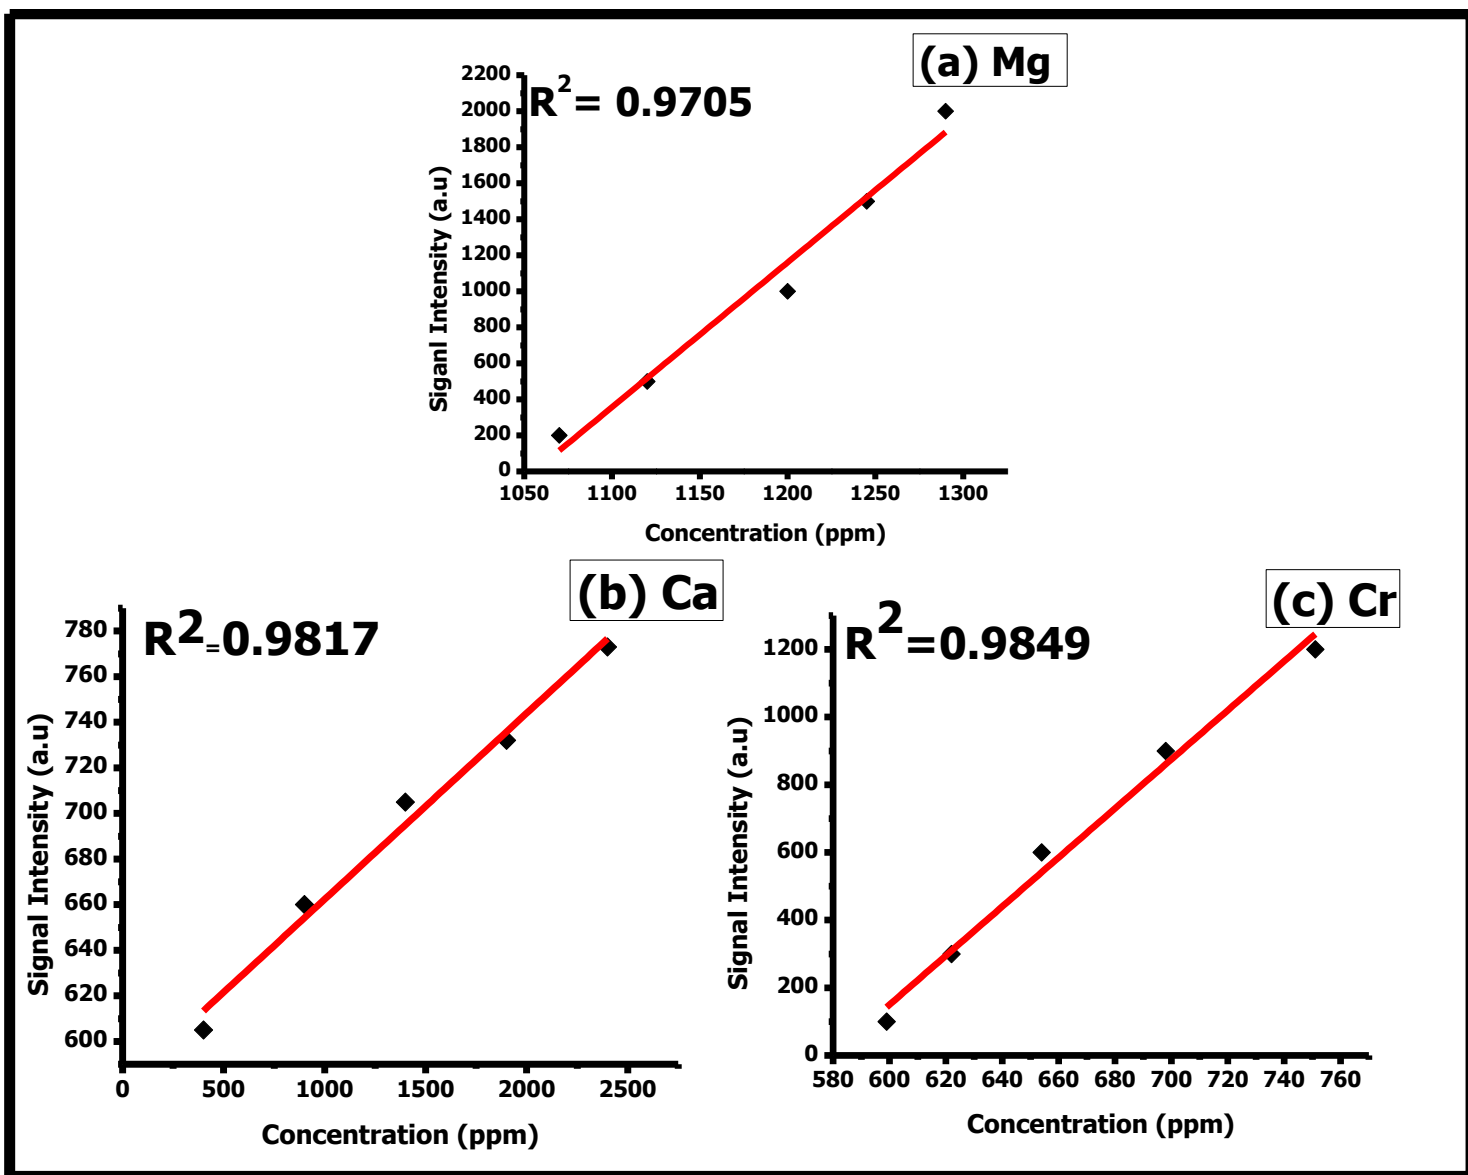 (a) Mg
R2= 0.9705
2200
2000
1800
1600
1400
1200
1000
800
600
400
200
0
Siganl Intensity (a.u)
1050 1100 1150 1200 1250 1300
Concentration (ppm)
(b) Ca
R2=0.9817
780
760
740
720
700
680
660
640
620
600
Signal Intensity (a.u)
0 500 1000 1500 2000 2500
Concentration (ppm)
(c) Cr
R2=0.9849
1200
1000
800
600
400
200
0
Signal Intensity (a.u)
580 600 620 640 660 680 700 720 740 760
Concentration (ppm)